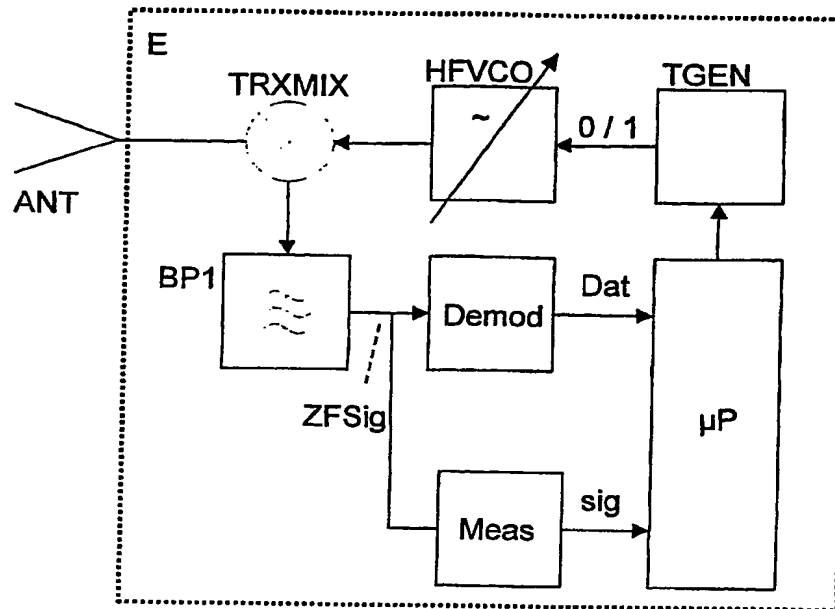 E
TRXMIX
HFVCO
TGEN
~
0 / 1
ANT
BP1
Demod
Dat
ZFSig
µP
Meas
sig